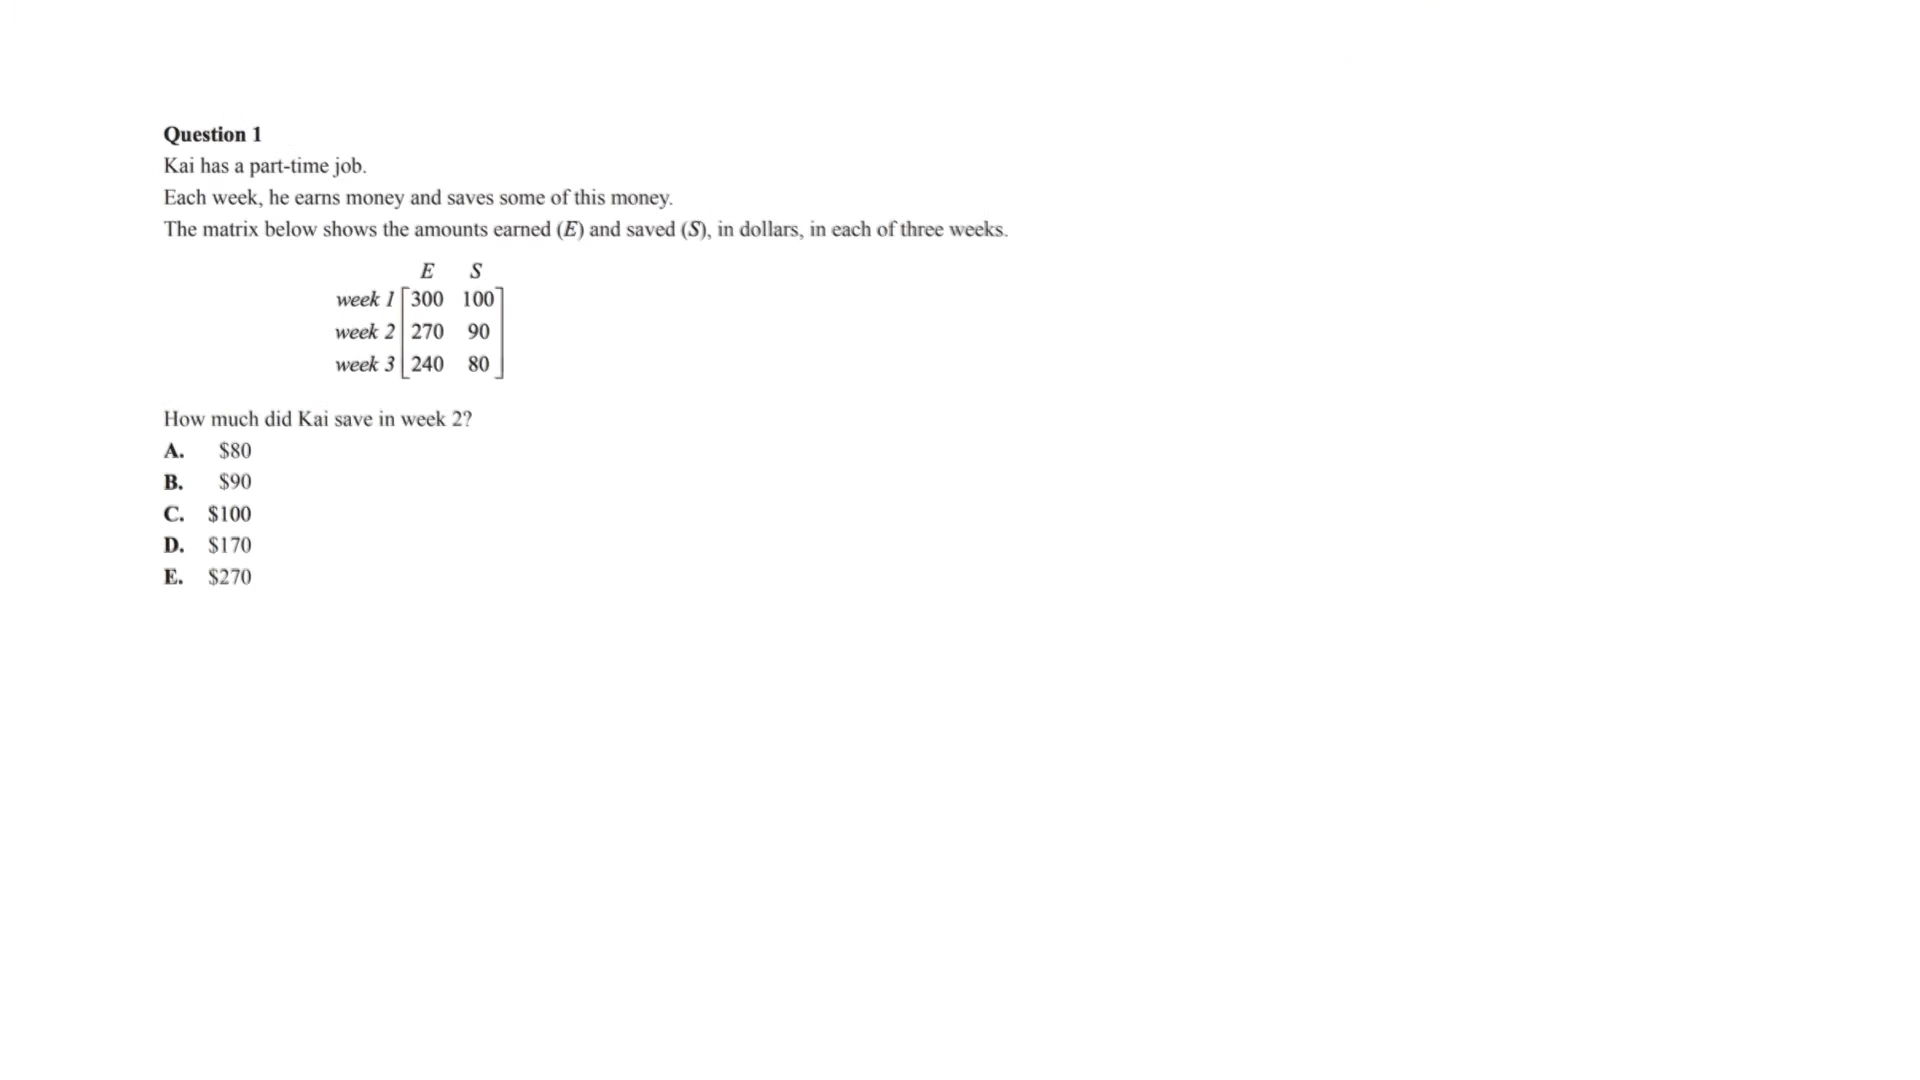 Question 1
Kai has a part-time job.
Each week, he earns money and saves some of this money.
The matrix below shows the amounts earned (E) and saved (S), in dollars, in each of three weeks.
E S
week 1 300 100
week 2 270 90
week 3 240 80
How much did Kai save in week 2?
A. $80
B. $90
C. $100
D. $170
E. $270